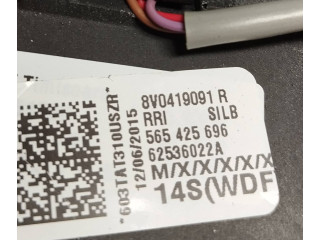 *603TAT310USZR*
12/06/2015
8V0419091 R
RRI SILB
565 425 696
62536022A
M/X/X/X/X
14S(WDF